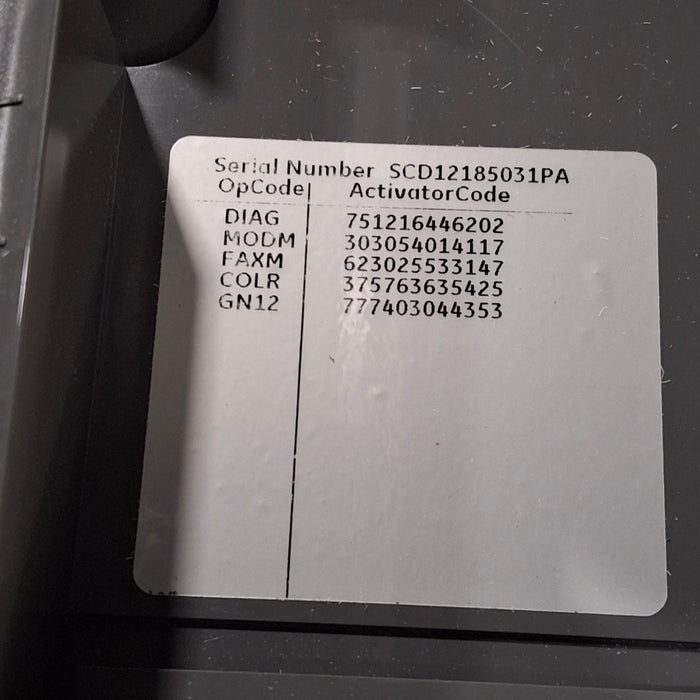 Serial Number SCD12185031PA
OpCode ActivatorCode
DIAG 751216446202
MODM 303054014117
FAXM 623025533147
COLR 375763635425
GN12 777403044353